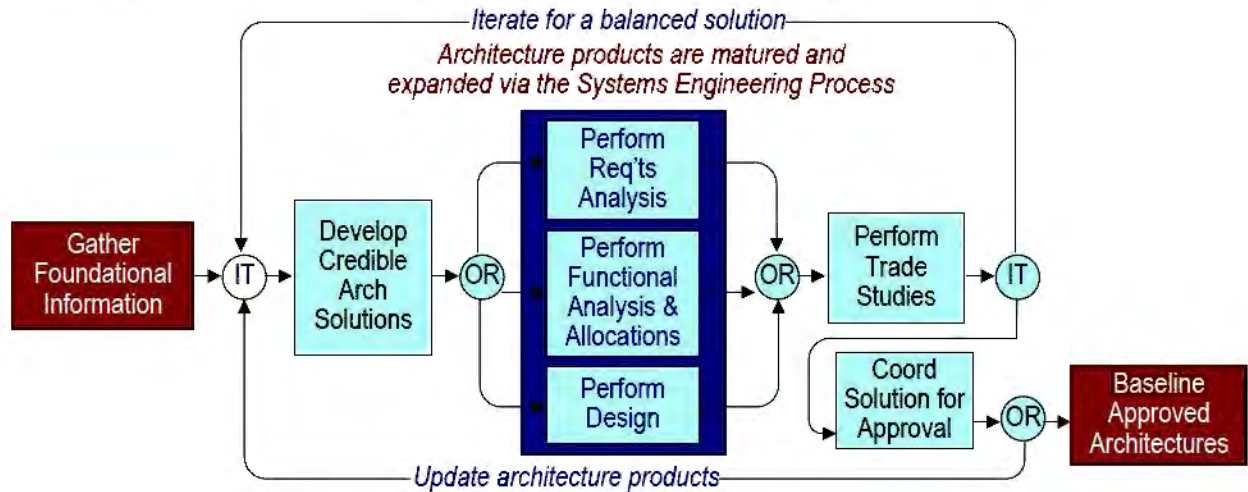 Iterate for a balanced solution
Architecture products are matured and
expanded via the Systems Engineering Process
Gather
Foundational
Information
IT
Develop
Credible
Arch
Solutions
OR
Perform
Req'ts
Analysis
Perform
Functional
Analysis &
Allocations
Perform
Design
OR
Perform
Trade
Studies
IT
Coord
Solution for
Approval
OR
Baseline
Approved
Architectures
Update architecture products